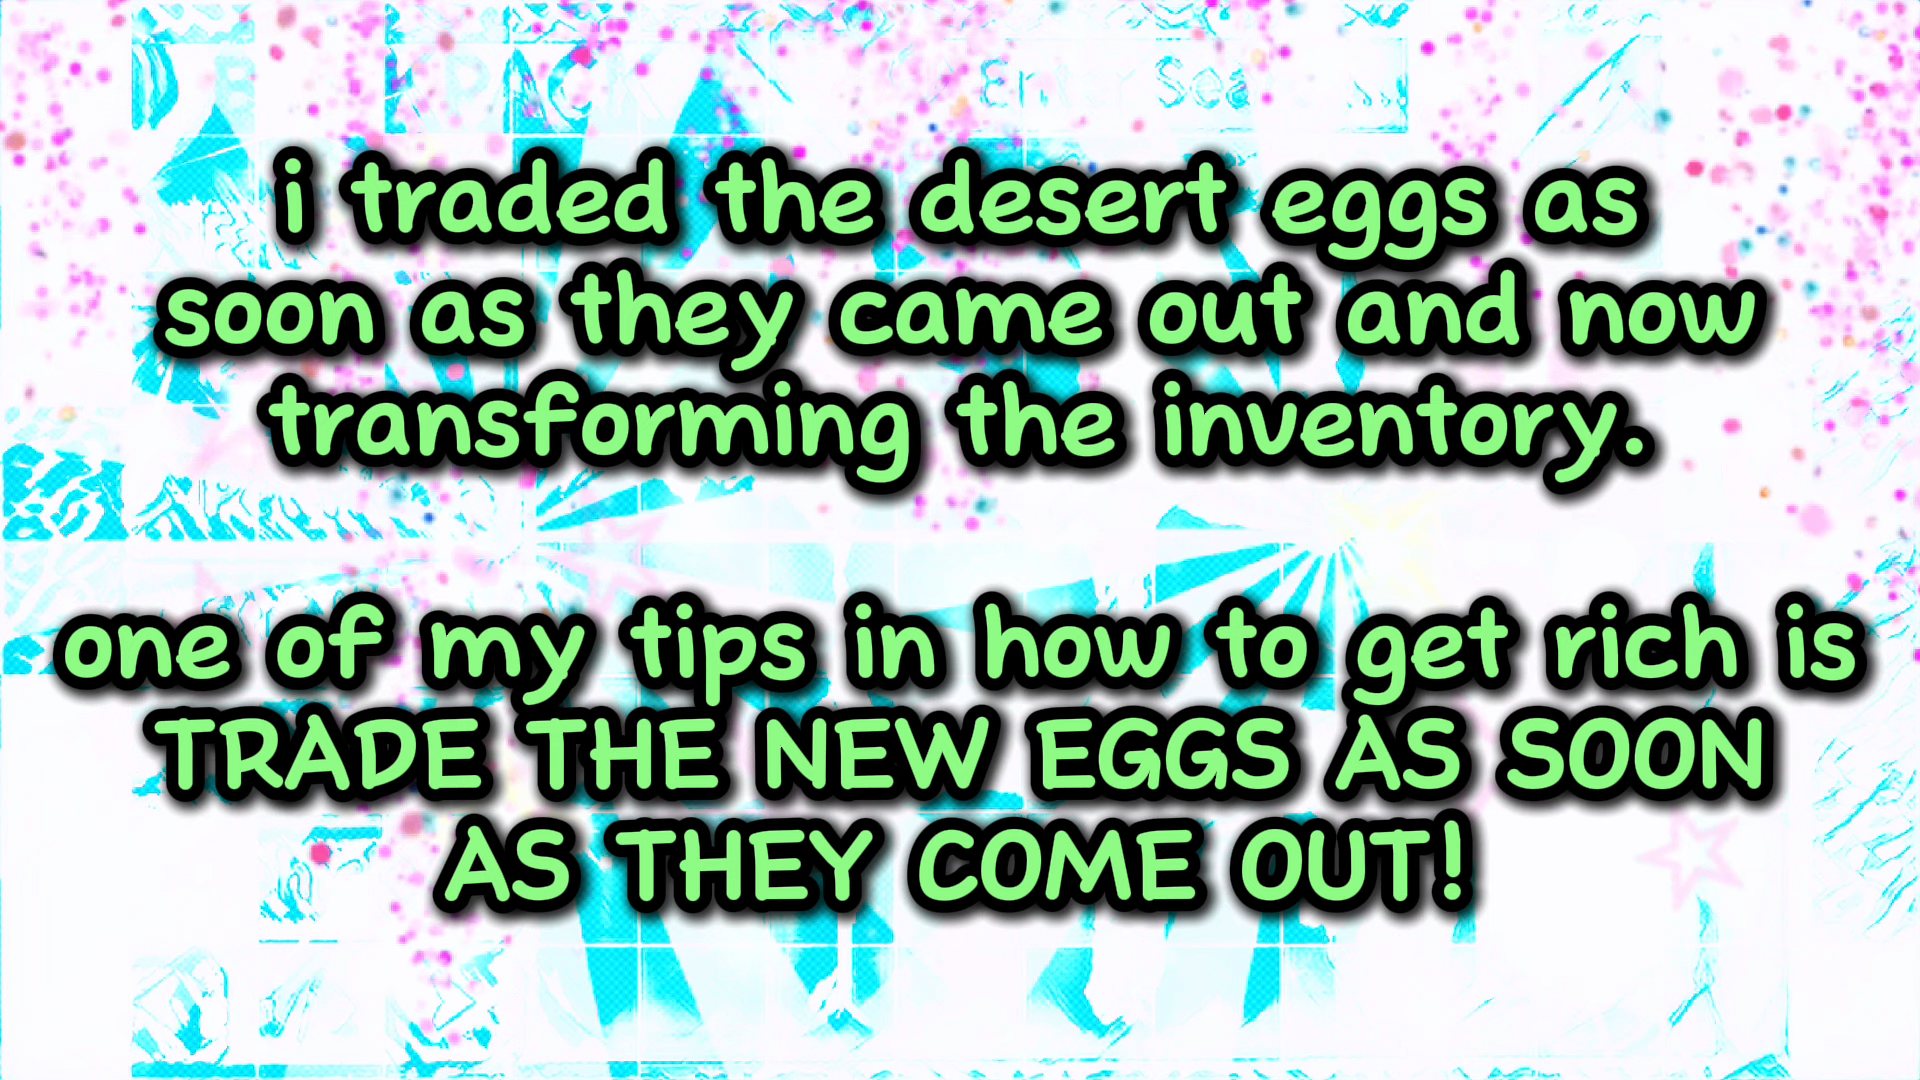 i traded the desert eggs as
soon as they came out and now
transforming the inventory.
one of my tips in how to get rich is
TRADE THE NEW EGGS AS SOON
AS THEY COME OUT!